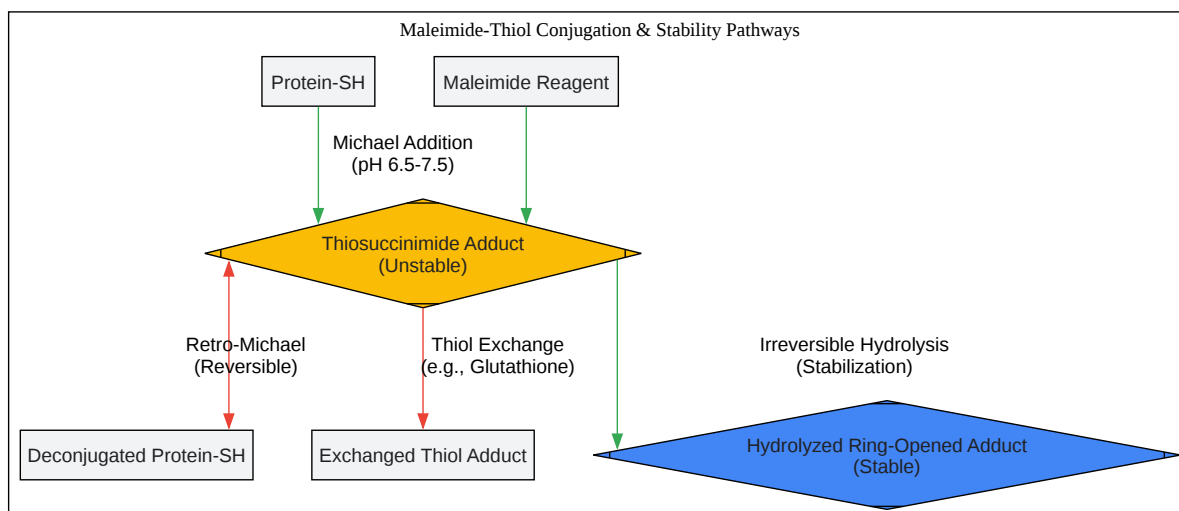 Maleimide-Thiol Conjugation & Stability Pathways
Protein-SH
Maleimide Reagent
Michael Addition
(pH 6.5-7.5)
Thiosuccinimide Adduct
(Unstable)
Retro-Michael
(Reversible)
Thiol Exchange
(e.g., Glutathione)
Irreversible Hydrolysis
(Stabilization)
Deconjugated Protein-SH
Exchanged Thiol Adduct
Hydrolyzed Ring-Opened Adduct
(Stable)